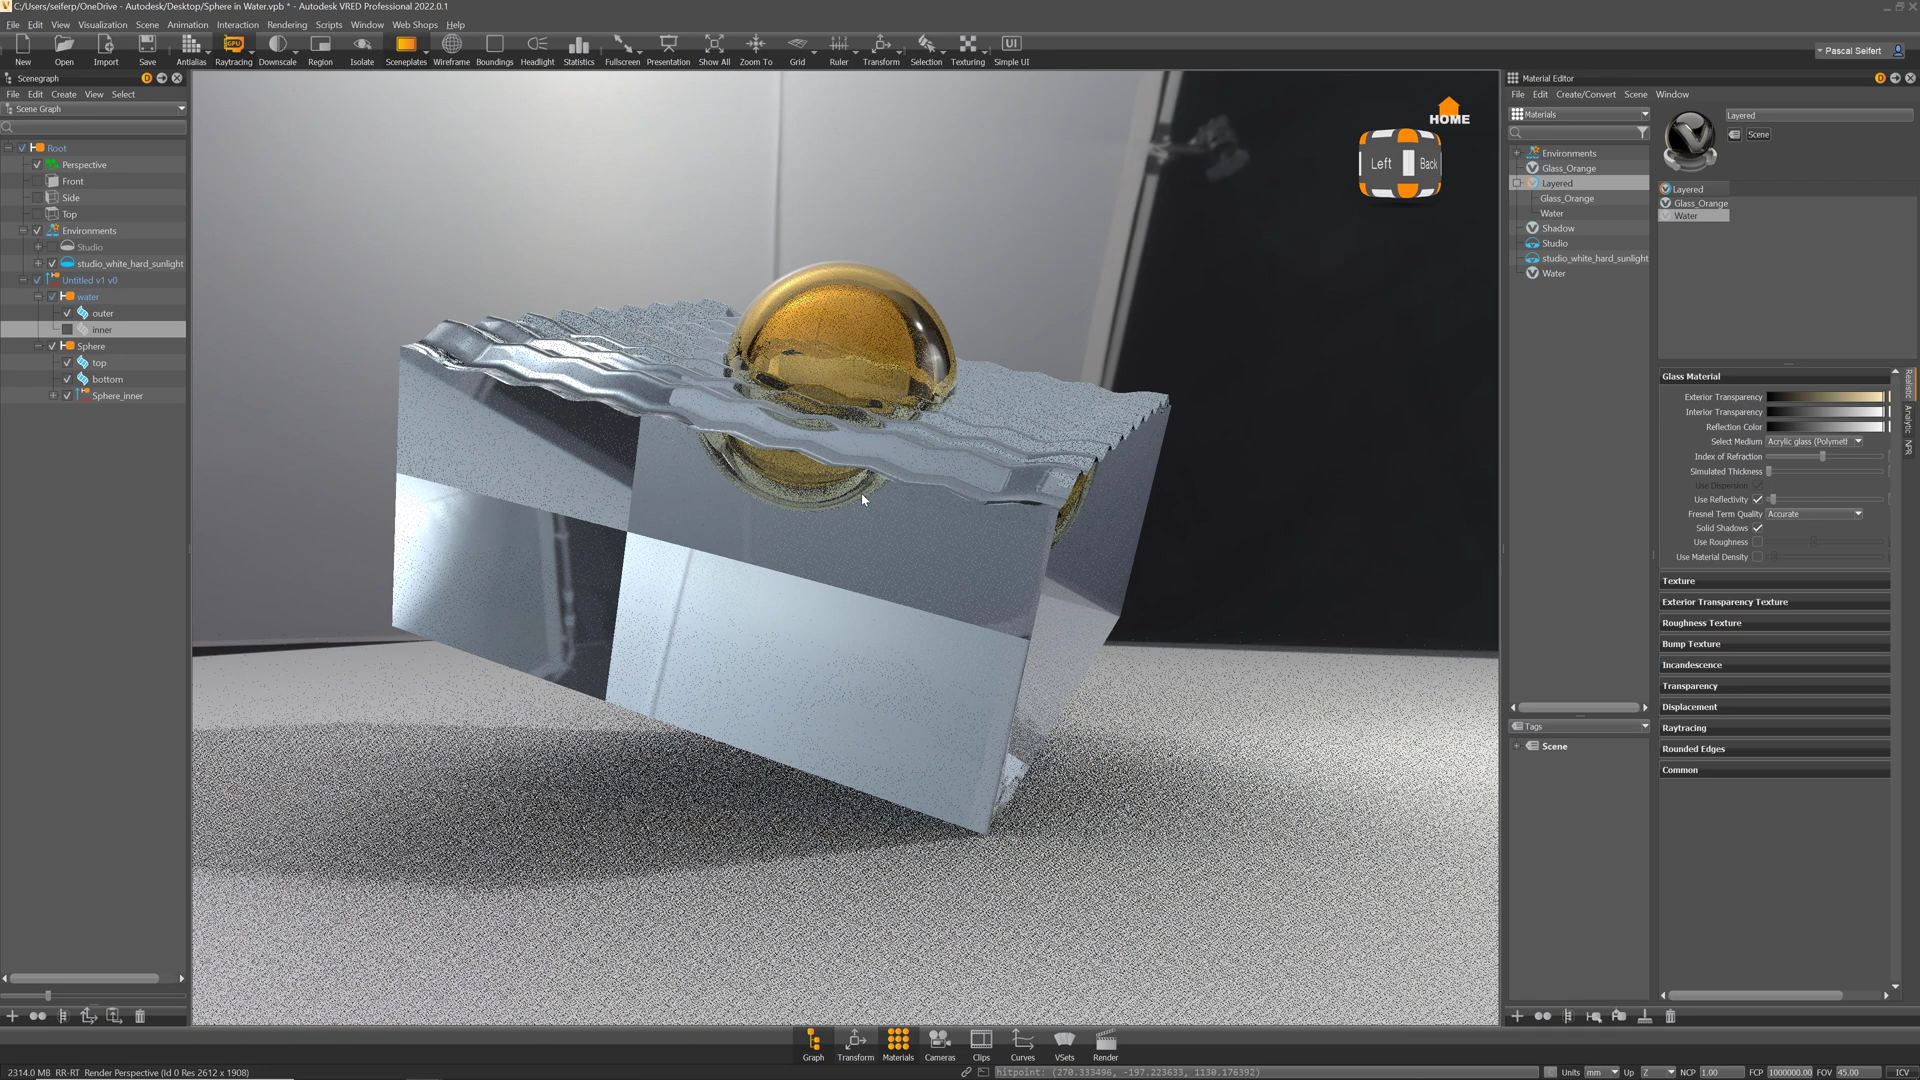 C:/Users/seiferp/OneDrive - Autodesk/Desktop/Sphere in Water.vpb * - Autodesk VRED Professional 2022.0.1
File Edit View Visualization Scene Animation Interaction Rendering Scripts Window Web Shops Help
New Open Import Save Antialias Raytracing Downscale Region Isolate Sceneplates Wireframe Boundings Headlight Statistics Fullscreen Presentation Show All Zoom To Grid Ruler Transform Selection Texturing Simple UI
GPU
UI
Pascal Seifert
Scenegraph
File Edit Create View Select
Scene Graph
Root
Perspective
Front
Side
Top
Environments
Studio
studio_white_hard_sunlight
Untitled v1 v0
water
outer
inner
Sphere
top
bottom
Sphere_inner
HOME
Left
Back
Material Editor
File Edit Create/Convert Scene Window
Materials
Environments
Glass_Orange
Layered
Glass_Orange
Water
Shadow
Studio
studio_white_hard_sunlight
Water
Tags
Scene
Layered
Scene
Layered
Glass_Orange
Water
Glass Material
Exterior Transparency
Interior Transparency
Reflection Color
Select Medium Acrylic glass (Polymeth
Index of Refraction
Simulated Thickness
Use Dispersion
Use Reflectivity
Fresnel Term Quality Accurate
Solid Shadows
Use Roughness
Use Material Density
Texture
Exterior Transparency Texture
Roughness Texture
Bump Texture
Incandescence
Transparency
Displacement
Raytracing
Rounded Edges
Common
Realistic
Analytic
NPR
Graph Transform Materials Cameras Clips Curves VSets Render
2314.0 MB RR-RT Render Perspective (Id 0 Res 2612 x 1908)
hitpoint: (270.333496, -197.223633, 1130.176392)
Units mm Up Z NCP 1.00 FCP 1000000.00 FOV 45.00 ICV